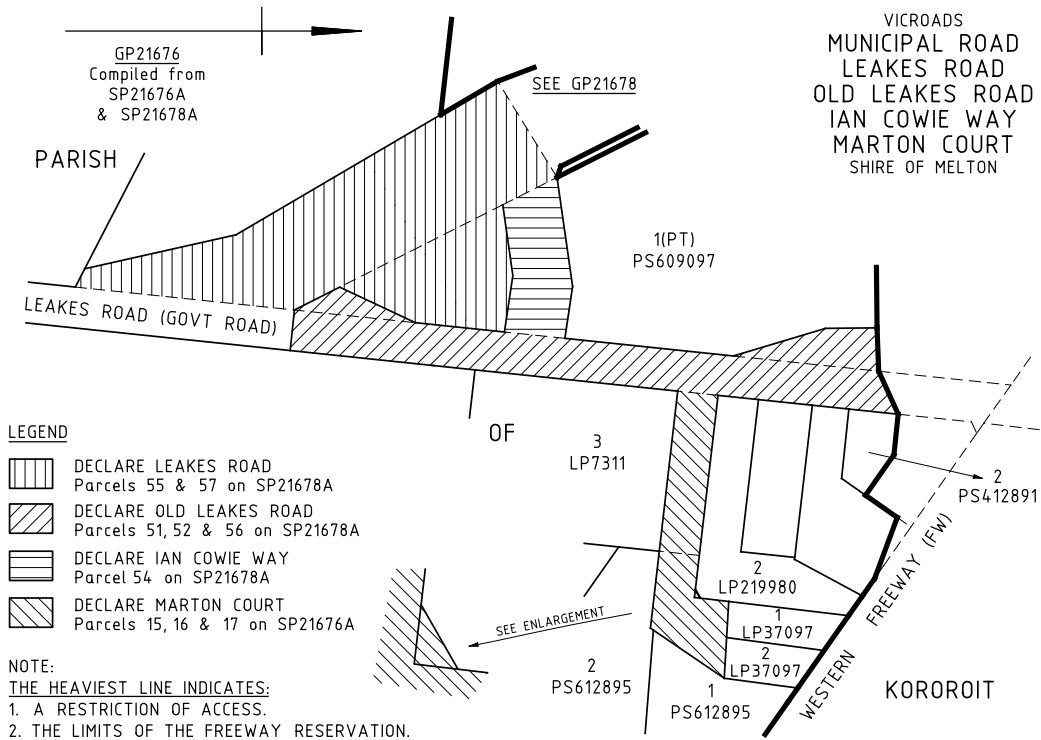 GP21676
Compiled from
SP21676A
& SP21678A
SEE GP21678
VICROADS
MUNICIPAL ROAD
LEAKES ROAD
OLD LEAKES ROAD
IAN COWIE WAY
MARTON COURT
SHIRE OF MELTON
PARISH
1(PT)
PS609097
LEAKES ROAD (GOVT ROAD)
OF
3
LP7311
2
PS412891
LEGEND
DECLARE LEAKES ROAD
Parcels 55 & 57 on SP21678A
DECLARE OLD LEAKES ROAD
Parcels 51, 52 & 56 on SP21678A
DECLARE IAN COWIE WAY
Parcel 54 on SP21678A
DECLARE MARTON COURT
Parcels 15, 16 & 17 on SP21676A
2
LP219980
1
LP37097
2
LP37097
SEE ENLARGEMENT
2
PS612895
1
PS612895
WESTERN FREEWAY (FW)
KOROROIT
NOTE:
THE HEAVIEST LINE INDICATES:
1. A RESTRICTION OF ACCESS.
2. THE LIMITS OF THE FREEWAY RESERVATION.